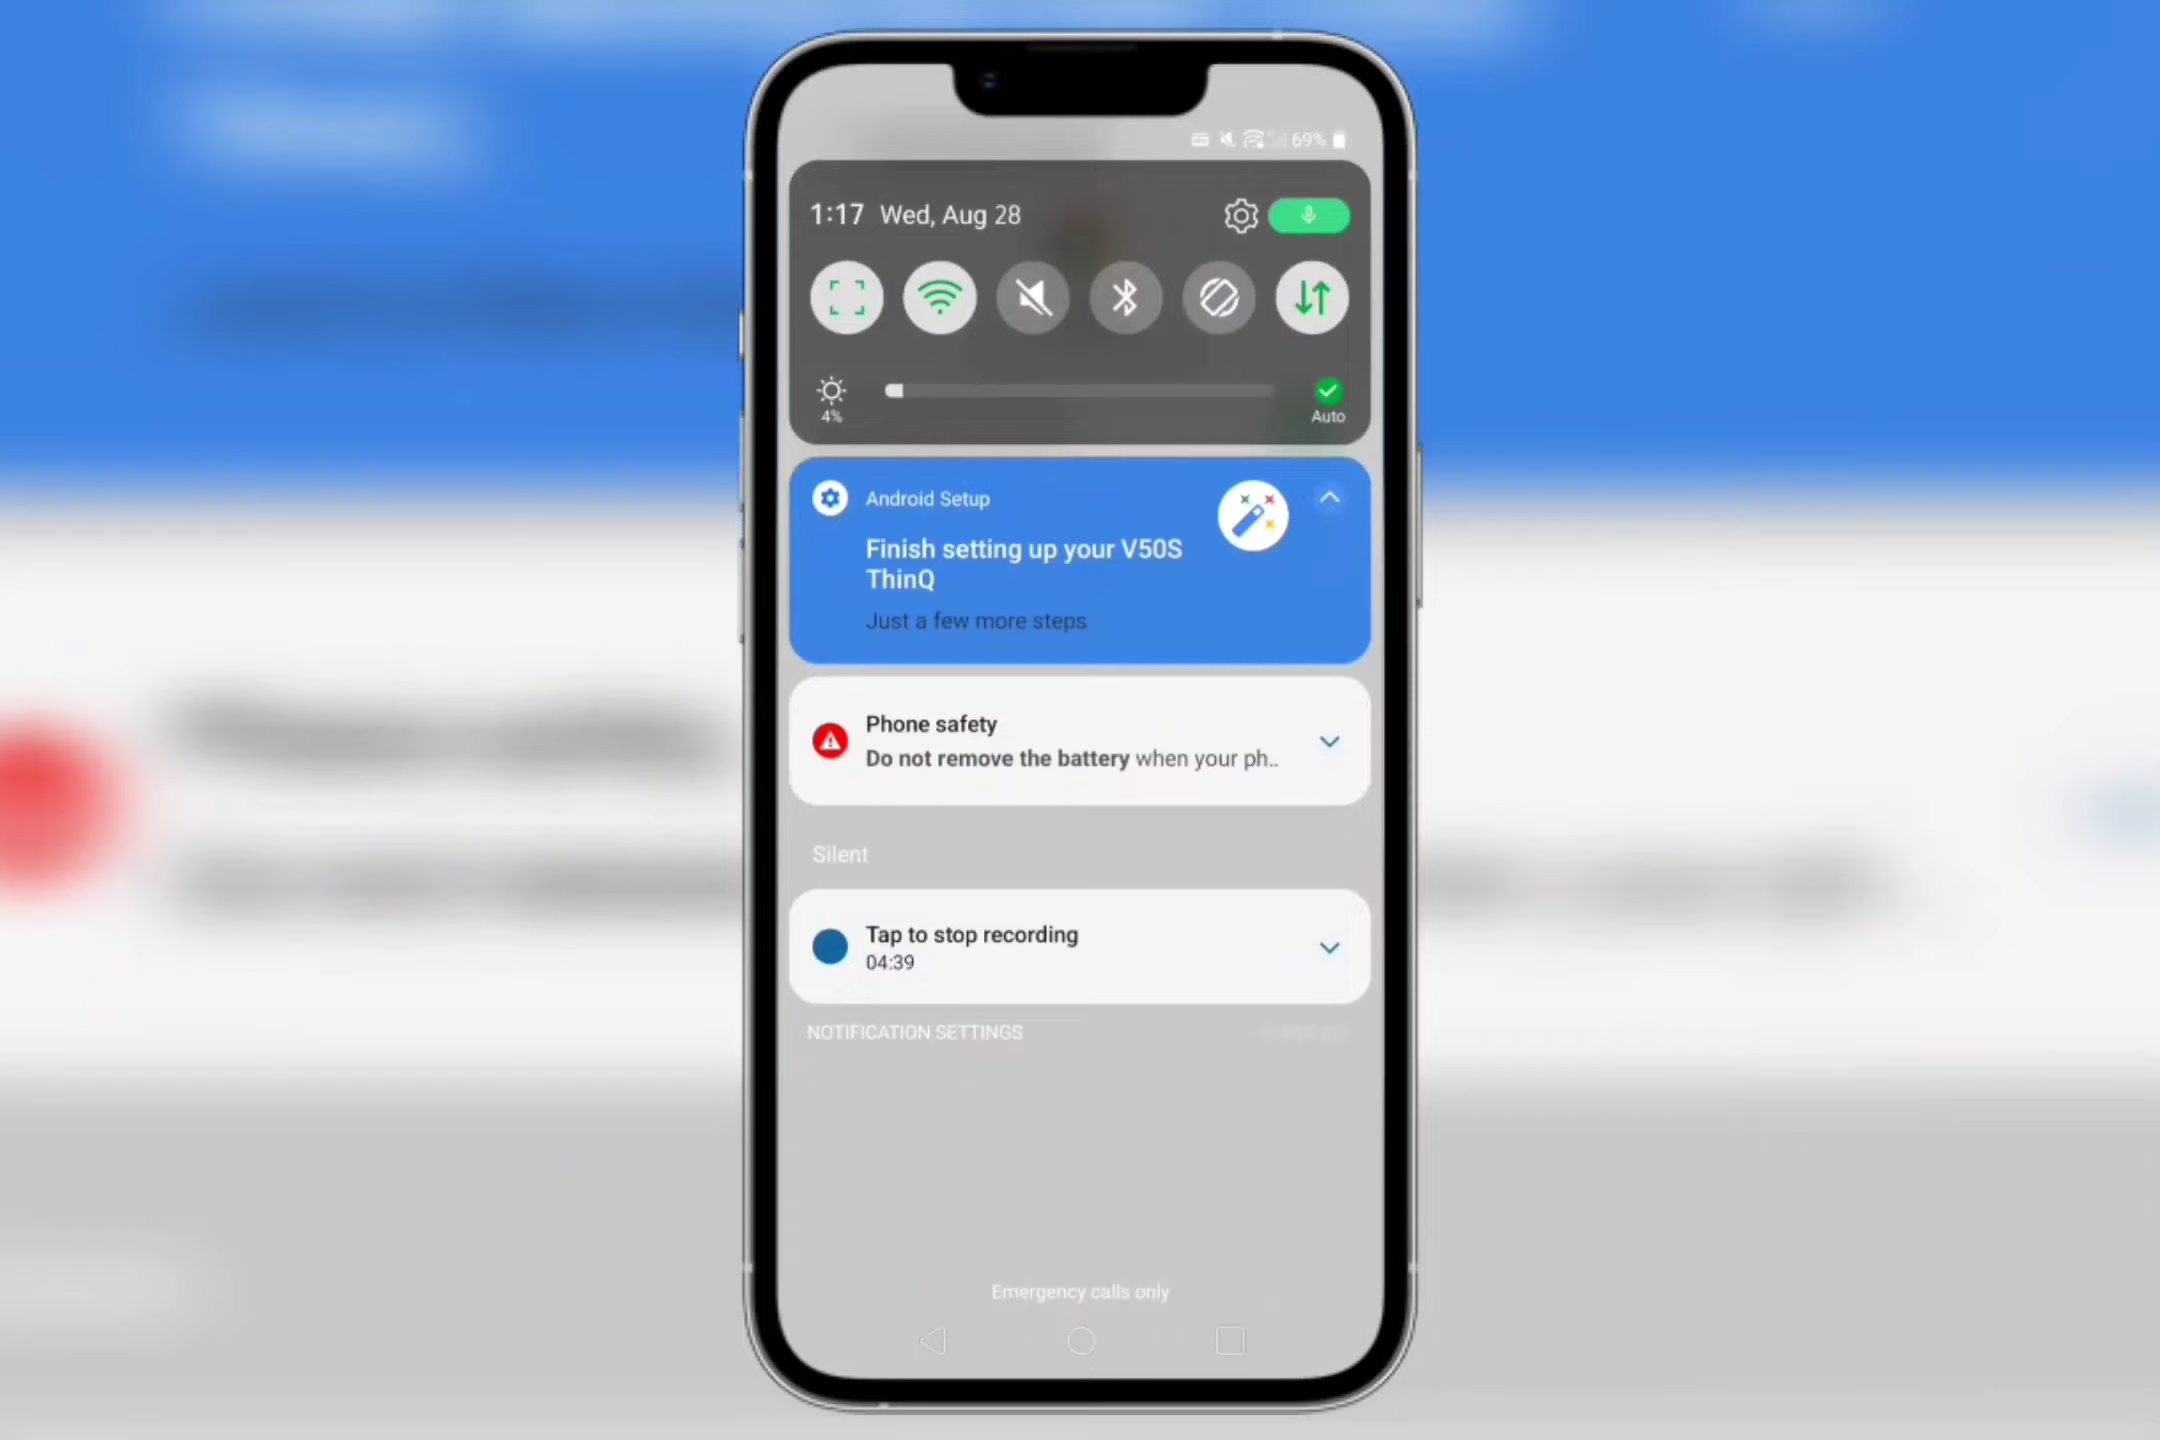 69%
1:17 Wed, Aug 28
4%
Auto
Android Setup
Finish setting up your V50S
ThinQ
Just a few more steps
Phone safety
Do not remove the battery when your ph..
Silent
Tap to stop recording
04:39
NOTIFICATION SETTINGS
Emergency calls only